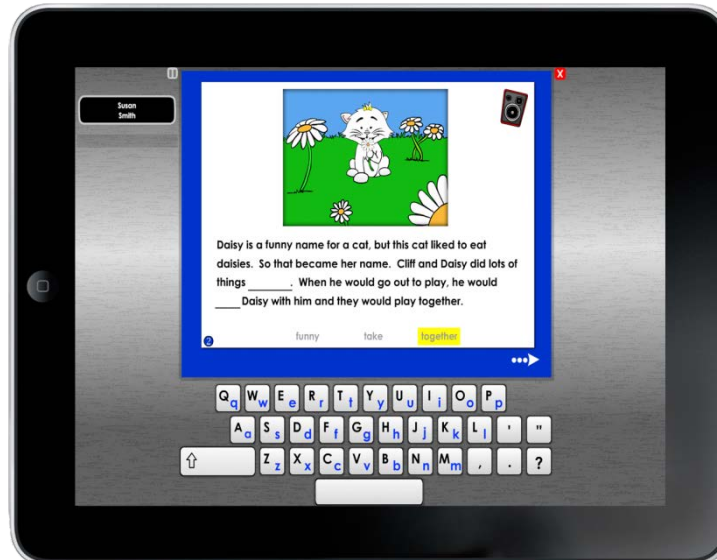 Susan
Smith
X
Daisy is a funny name for a cat, but this cat liked to eat
daisies. So that became her name. Cliff and Daisy did lots of
things ________. When he would go out to play, he would
____ Daisy with him and they would play together.
2
funny take together
Q q W w E e R r T t Y y U u I i O o P p
A a S s D d F f G g H h J j K k L l ' "
Z z X x C c V v B b N n M m , . ?